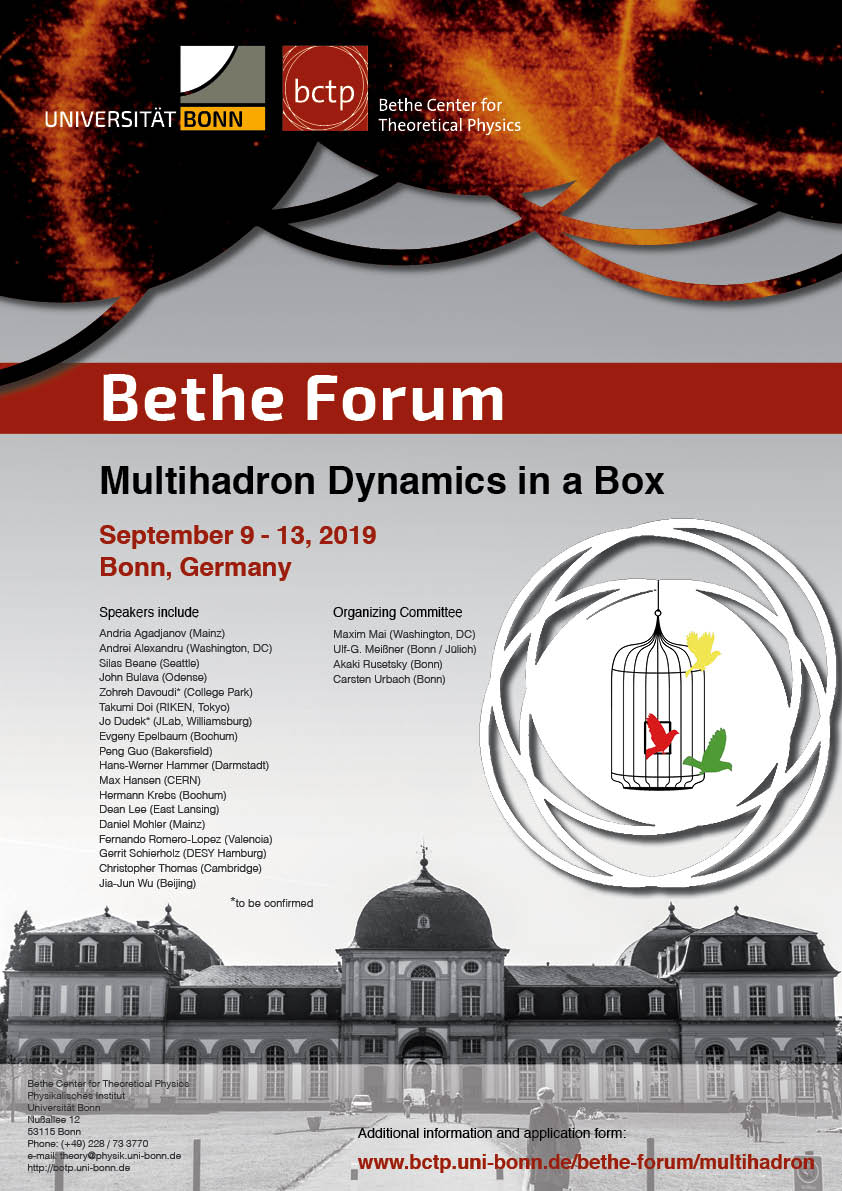 UNIVERSITÄT BONN
bctp
Bethe Center for
Theoretical Physics
Bethe Forum
Multihadron Dynamics in a Box
September 9 - 13, 2019
Bonn, Germany
Speakers include
Andria Agadjanov (Mainz)
Andrei Alexandru (Washington, DC)
Silas Beane (Seattle)
John Bulava (Odense)
Zohreh Davoudi* (College Park)
Takumi Doi (RIKEN, Tokyo)
Jo Dudek* (JLab, Williamsburg)
Evgeny Epelbaum (Bochum)
Peng Guo (Bakersfield)
Hans-Werner Hammer (Darmstadt)
Max Hansen (CERN)
Hermann Krebs (Bochum)
Dean Lee (East Lansing)
Daniel Mohler (Mainz)
Fernando Romero-Lopez (Valencia)
Gerrit Schierholz (DESY Hamburg)
Christopher Thomas (Cambridge)
Jia-Jun Wu (Beijing)
*to be confirmed
Organizing Committee
Maxim Mai (Washington, DC)
Ulf-G. Meißner (Bonn / Jülich)
Akaki Rusetsky (Bonn)
Carsten Urbach (Bonn)
Bethe Center for Theoretical Physics
Physikalisches Institut
Universität Bonn
Nußallee 12
53115 Bonn
Phone: (+49) 228 / 73 3770
e-mail: theory@physik.uni-bonn.de
http://bctp.uni-bonn.de
Additional information and application form:
www.bctp.uni-bonn.de/bethe-forum/multihadron